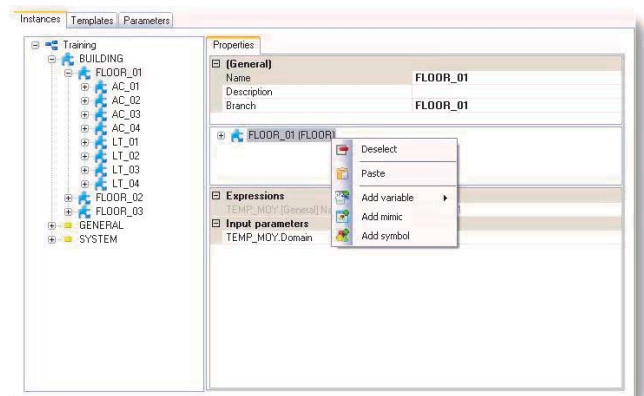 Instances Templates Parameters
Training
BUILDING
FLOOR_01
AC_01
AC_02
AC_03
AC_04
LT_01
LT_02
LT_03
LT_04
FLOOR_02
FLOOR_03
GENERAL
SYSTEM
Properties
(General)
Name FLOOR_01
Description
Branch FLOOR_01
FLOOR_01 (FLOOR)
Deselect
Paste
Add variable
Add mimic
Add symbol
Expressions
TEMP_MOY.(General)
Input parameters
TEMP_MOY.Domain